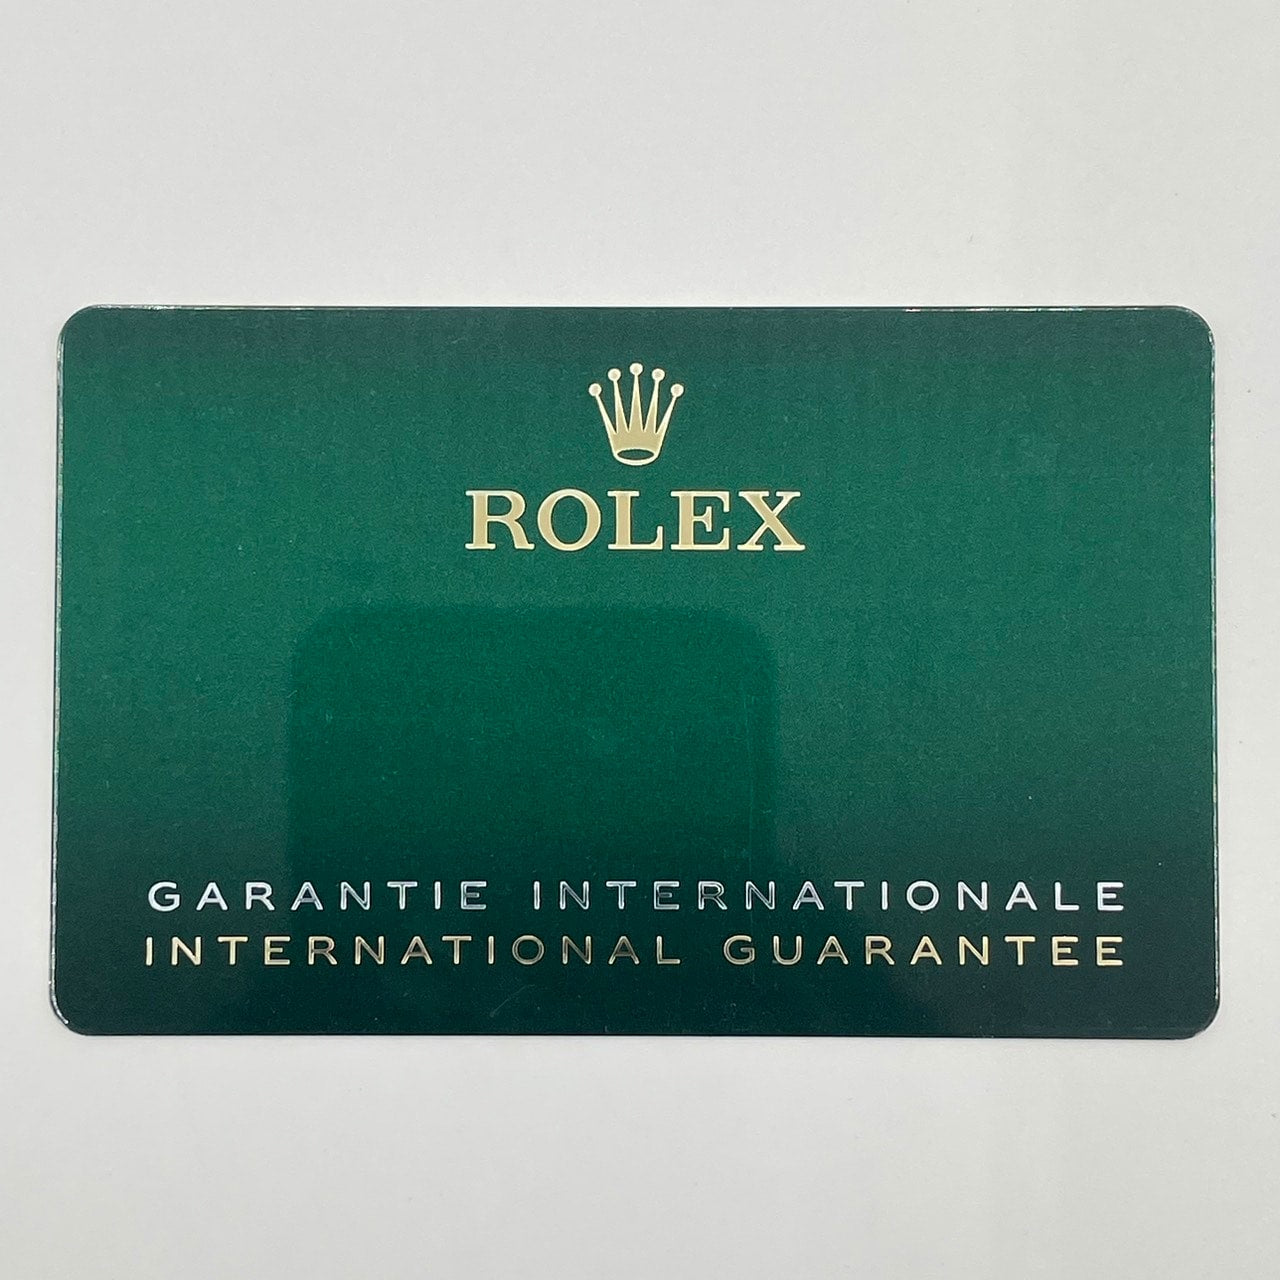 ROLEX
GARANTIE INTERNATIONALE
INTERNATIONAL GUARANTEE